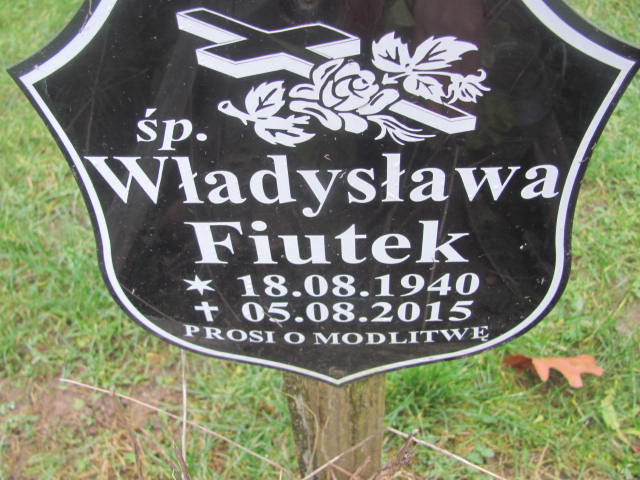 śp.
Władysława
Fiutek
✶ 18.08.1940
✝ 05.08.2015
PROSI O MODLITWĘ